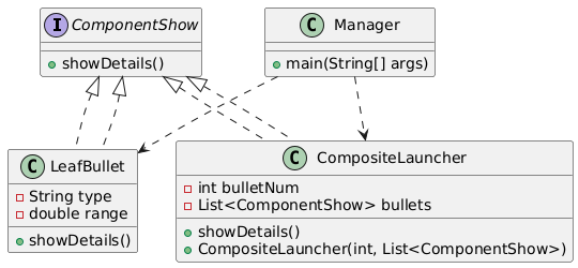 I ComponentShow
showDetails()
C Manager
main(String[] args)
C LeafBullet
String type
double range
showDetails()
C CompositeLauncher
int bulletNum
List<ComponentShow> bullets
showDetails()
CompositeLauncher(int, List<ComponentShow>)